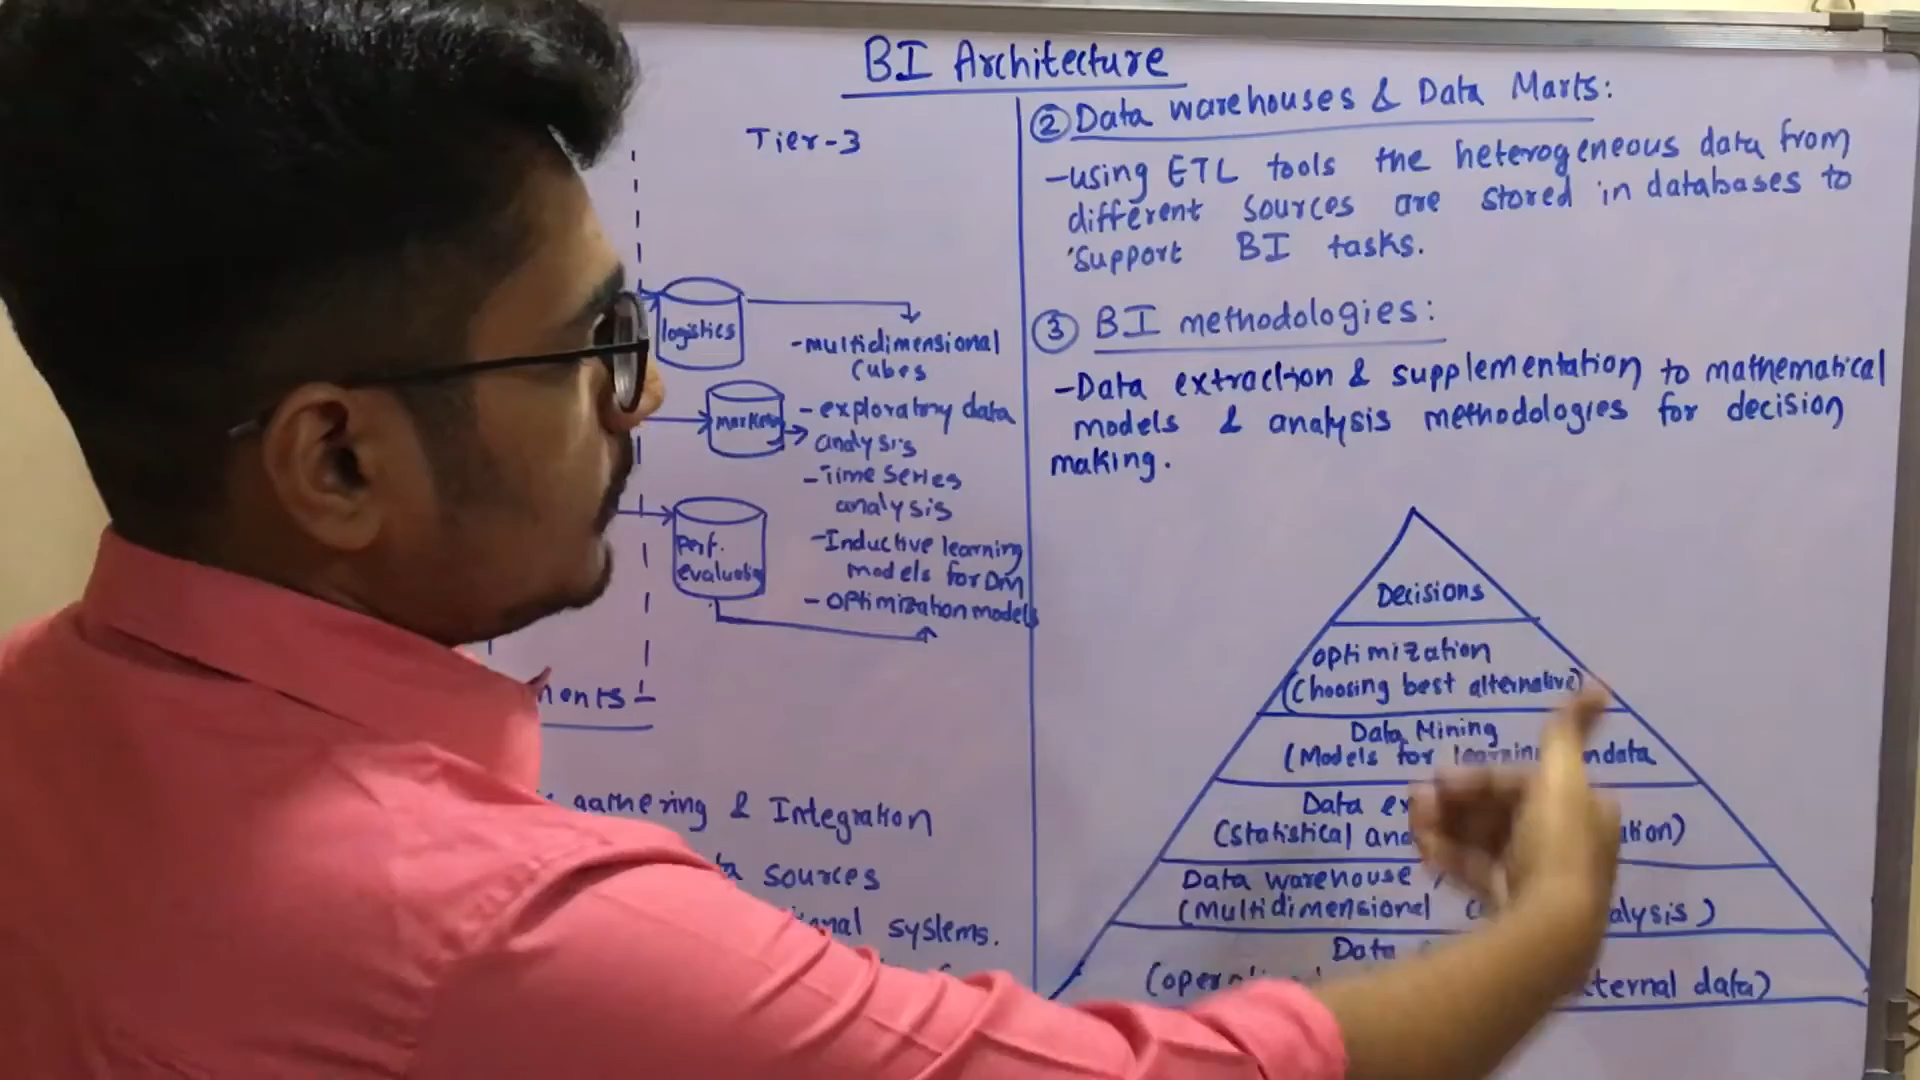 BI Architecture
Tier-3
logistics
- multidimensional
cubes
- exploratory data
analysis
- Time series
analysis
Perf.
evaluation
- Inductive learning
models for DM
- optimization models
gathering & Integration
sources
systems.
② Data warehouses & Data Marts:
- using ETL tools the heterogeneous data from
different sources are stored in databases to
support BI tasks.
③ BI methodologies:
- Data extraction & supplementation to mathematical
models & analysis methodologies for decision
making.
Decisions
optimization
(Choosing best alternative)
Data Mining
(Models for learning data
Data
(statistical
Data warehouse
(multidimensional
Data
data)